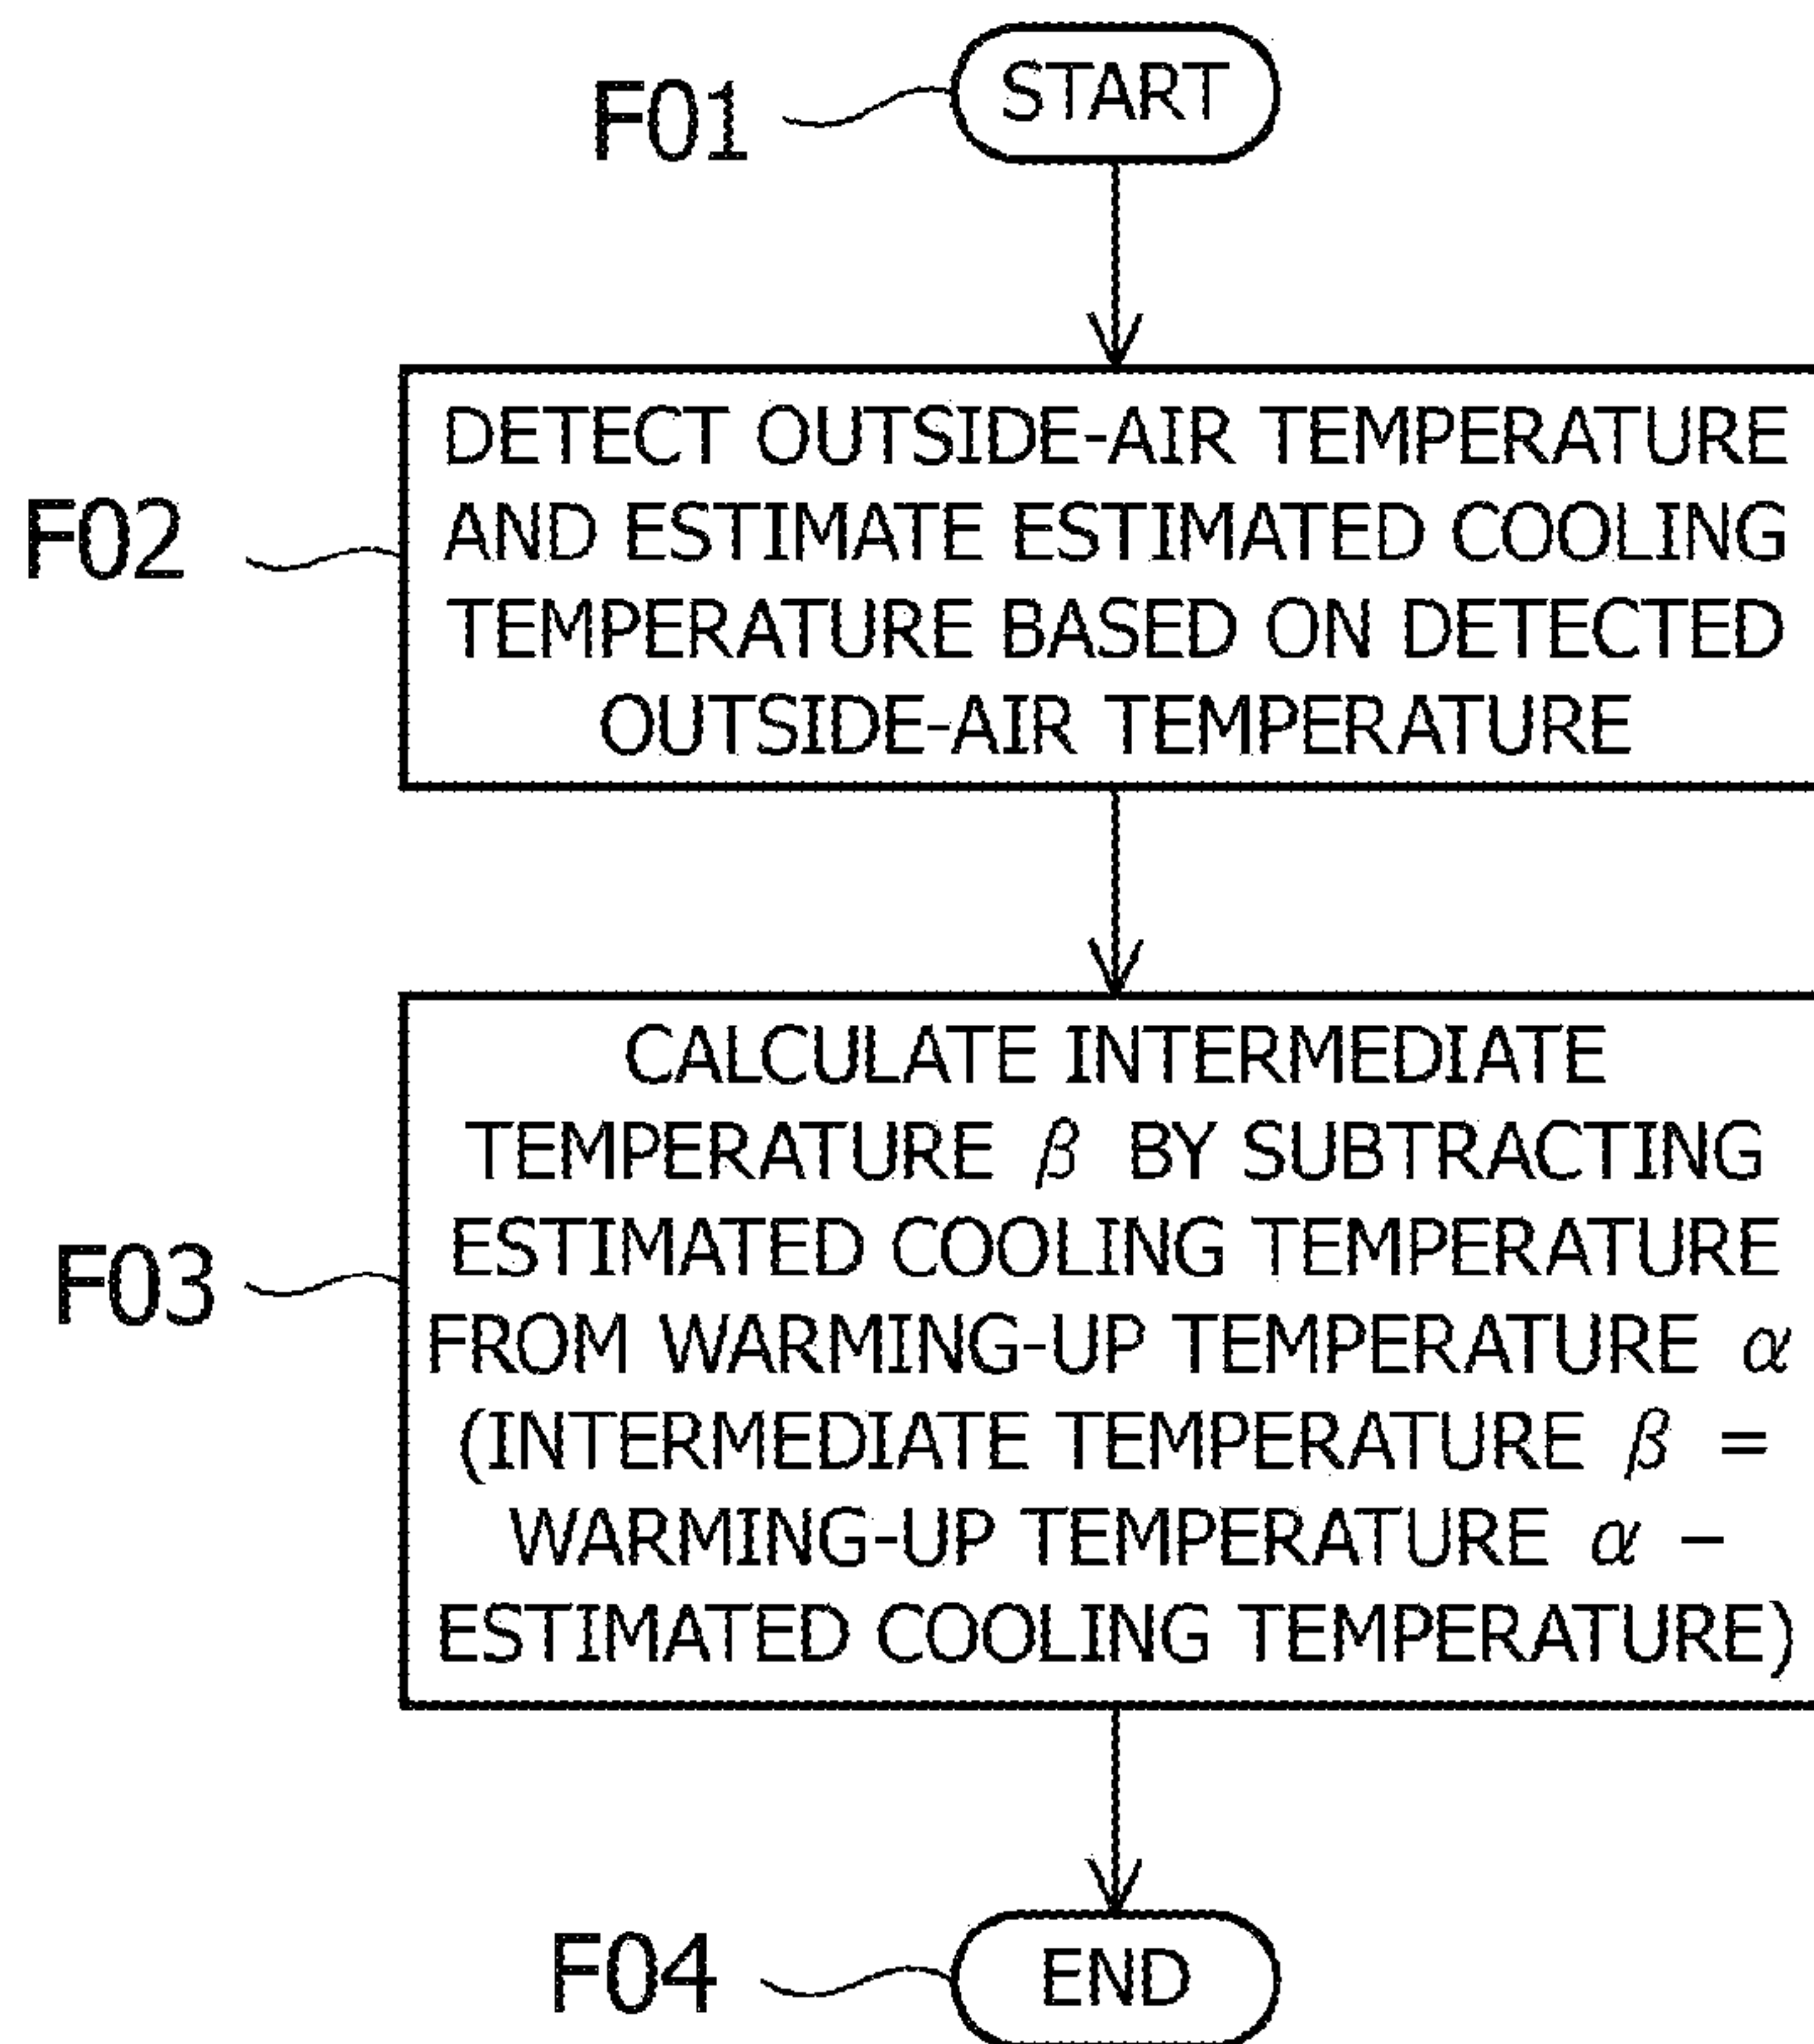 F01
START
F02
DETECT OUTSIDE-AIR TEMPERATURE
AND ESTIMATE ESTIMATED COOLING
TEMPERATURE BASED ON DETECTED
OUTSIDE-AIR TEMPERATURE
F03
CALCULATE INTERMEDIATE
TEMPERATURE β BY SUBTRACTING
ESTIMATED COOLING TEMPERATURE
FROM WARMING-UP TEMPERATURE α
(INTERMEDIATE TEMPERATURE β =
WARMING-UP TEMPERATURE α –
ESTIMATED COOLING TEMPERATURE)
F04
END